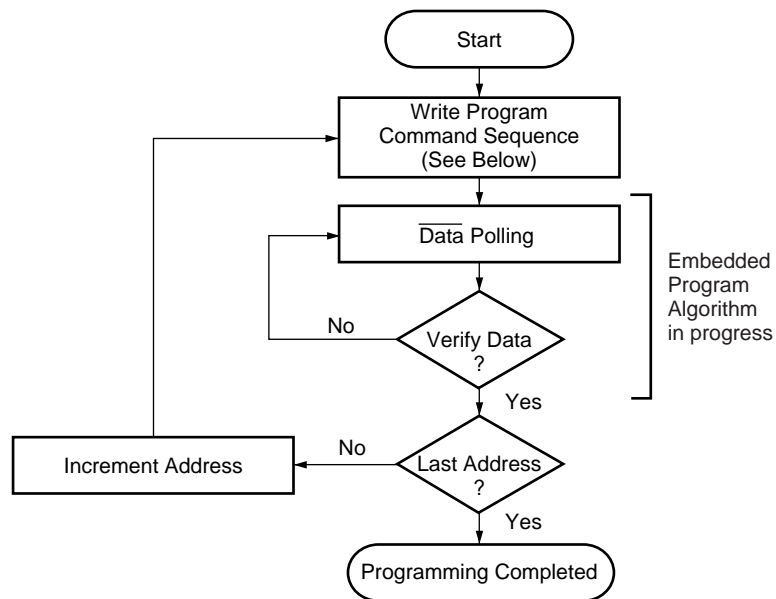 Start
Write Program
Command Sequence
(See Below)
Data Polling
Embedded
Program
Algorithm
in progress
No
Verify Data
?
Yes
No
Increment Address
Last Address
?
Yes
Programming Completed